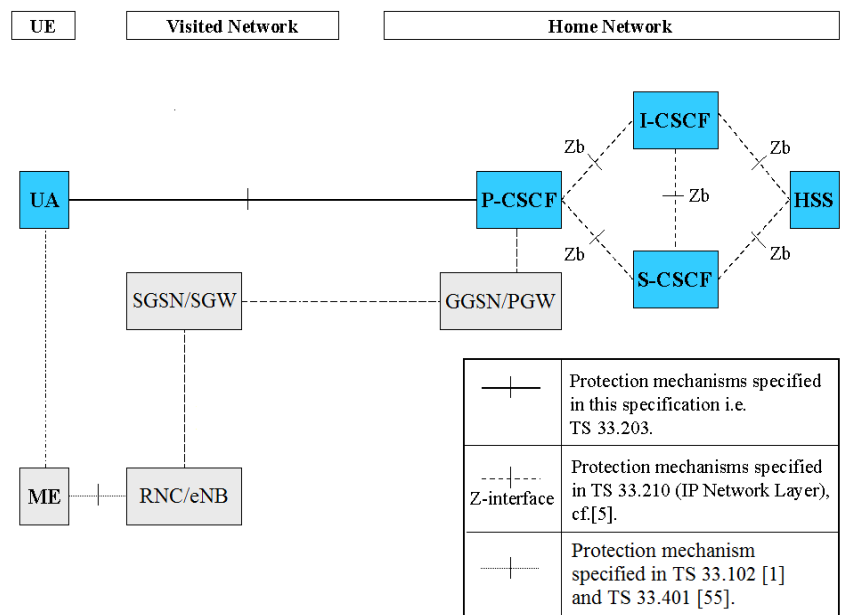 UE
Visited Network
Home Network
I-CSCF
Zb
Zb
UA
P-CSCF
Zb
HSS
Zb
Zb
S-CSCF
SGSN/SGW
GGSN/PGW
ME
RNC/eNB
Protection mechanisms specified
in this specification i.e.
TS 33.203.
Z-interface
Protection mechanisms specified
in TS 33.210 (IP Network Layer),
cf.[5].
Protection mechanism
specified in TS 33.102 [1]
and TS 33.401 [55].